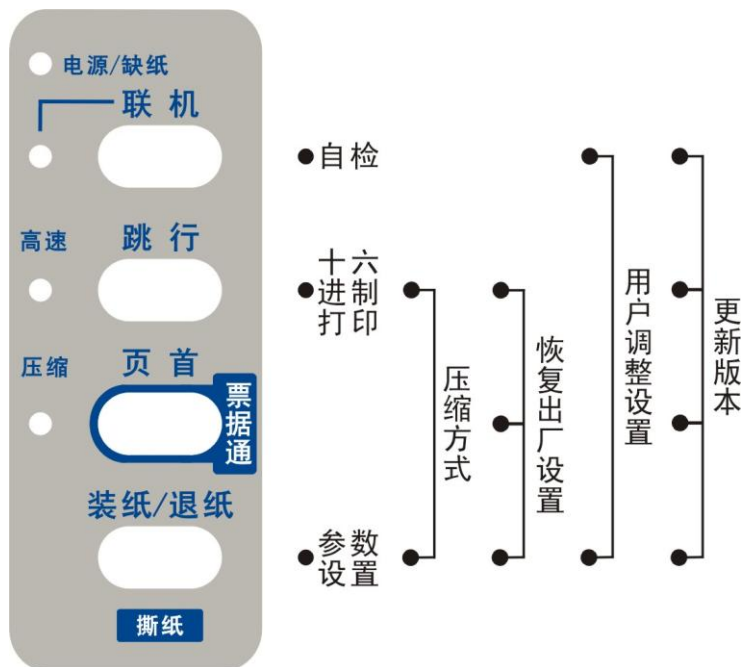 电源/缺纸
联 机
高速
跳 行
压缩
页 首
票据通
装纸/退纸
撕纸
自检
十六
进制
打印
参数
设置
压缩方式
恢复出厂设置
用户调整设置
更新版本